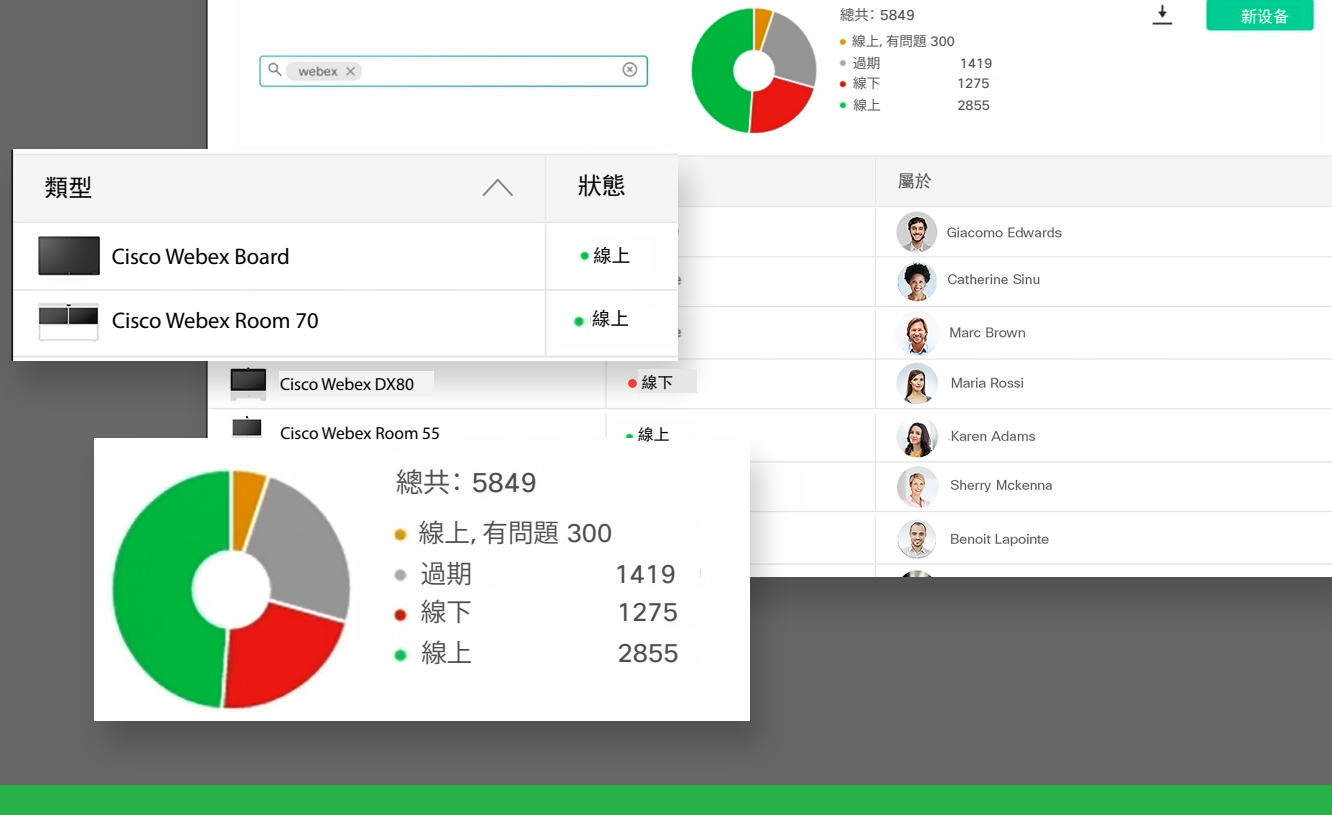 總共: 5849
新设备
線上, 有問題 300
webex
過期 1419
線下 1275
線上 2855
類型 狀態
屬於
Cisco Webex Board 線上
Giacomo Edwards
Catherine Sinu
Cisco Webex Room 70 線上
Marc Brown
Cisco Webex DX80 線下 Maria Rossi
Cisco Webex Room 55 線上 Karen Adams
Sherry Mckenna
Benoit Lapointe
總共: 5849
線上, 有問題 300
過期 1419
線下 1275
線上 2855